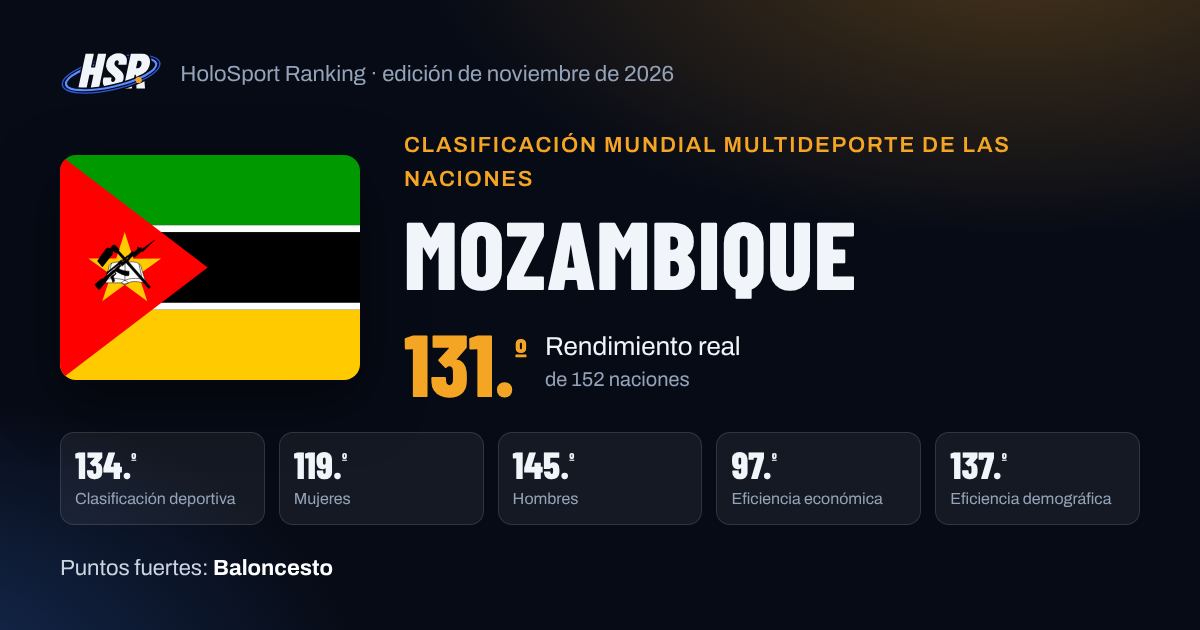 HSR
HoloSport Ranking · edición de noviembre de 2026
CLASIFICACIÓN MUNDIAL MULTIDEPORTE DE LAS
NACIONES
MOZAMBIQUE
131.º
Rendimiento real
de 152 naciones
134.º
Clasificación deportiva
119.º
Mujeres
145.º
Hombres
97.º
Eficiencia económica
137.º
Eficiencia demográfica
Puntos fuertes: Baloncesto